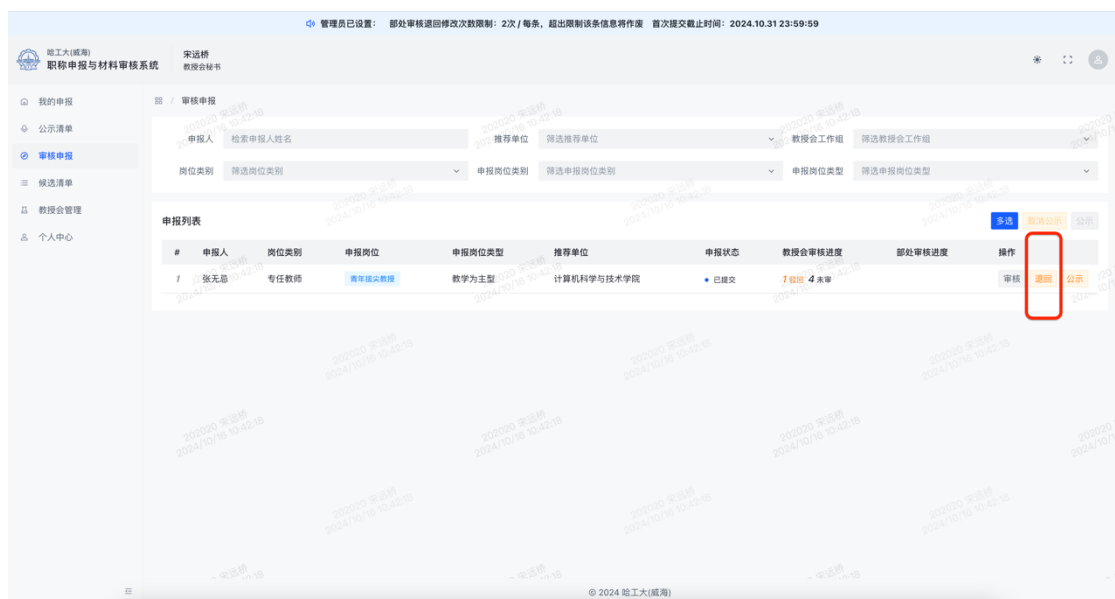 管理员已设置: 部处审核退回修改次数限制: 2次 / 每条, 超出限制该条信息将作废 首次提交截止时间: 2024.10.31 23:59:59
哈工大(威海)
职称申报与材料审核系统
宋远桥
教授会秘书
我的申报
公示清单
审核申报
候选清单
教授会管理
个人中心
/ 审核申报
申报人 检索申报人姓名 推荐单位 筛选推荐单位 教授会工作组 筛选教授会工作组
岗位类别 筛选岗位类别 申报岗位类别 筛选申报岗位类别 申报岗位类型 筛选申报岗位类型
申报列表 多选 取消公示 公示
# 申报人 岗位类别 申报岗位 申报岗位类型 推荐单位 申报状态 教授会审核进度 部处审核进度 操作
1 张无忌 专任教师 青年拔尖教授 教学为主型 计算机科学与技术学院 已提交 1 驳回 4 未审 审核 退回 公示
202020 宋远桥
2024/10/16 10:42:18
© 2024 哈工大(威海)